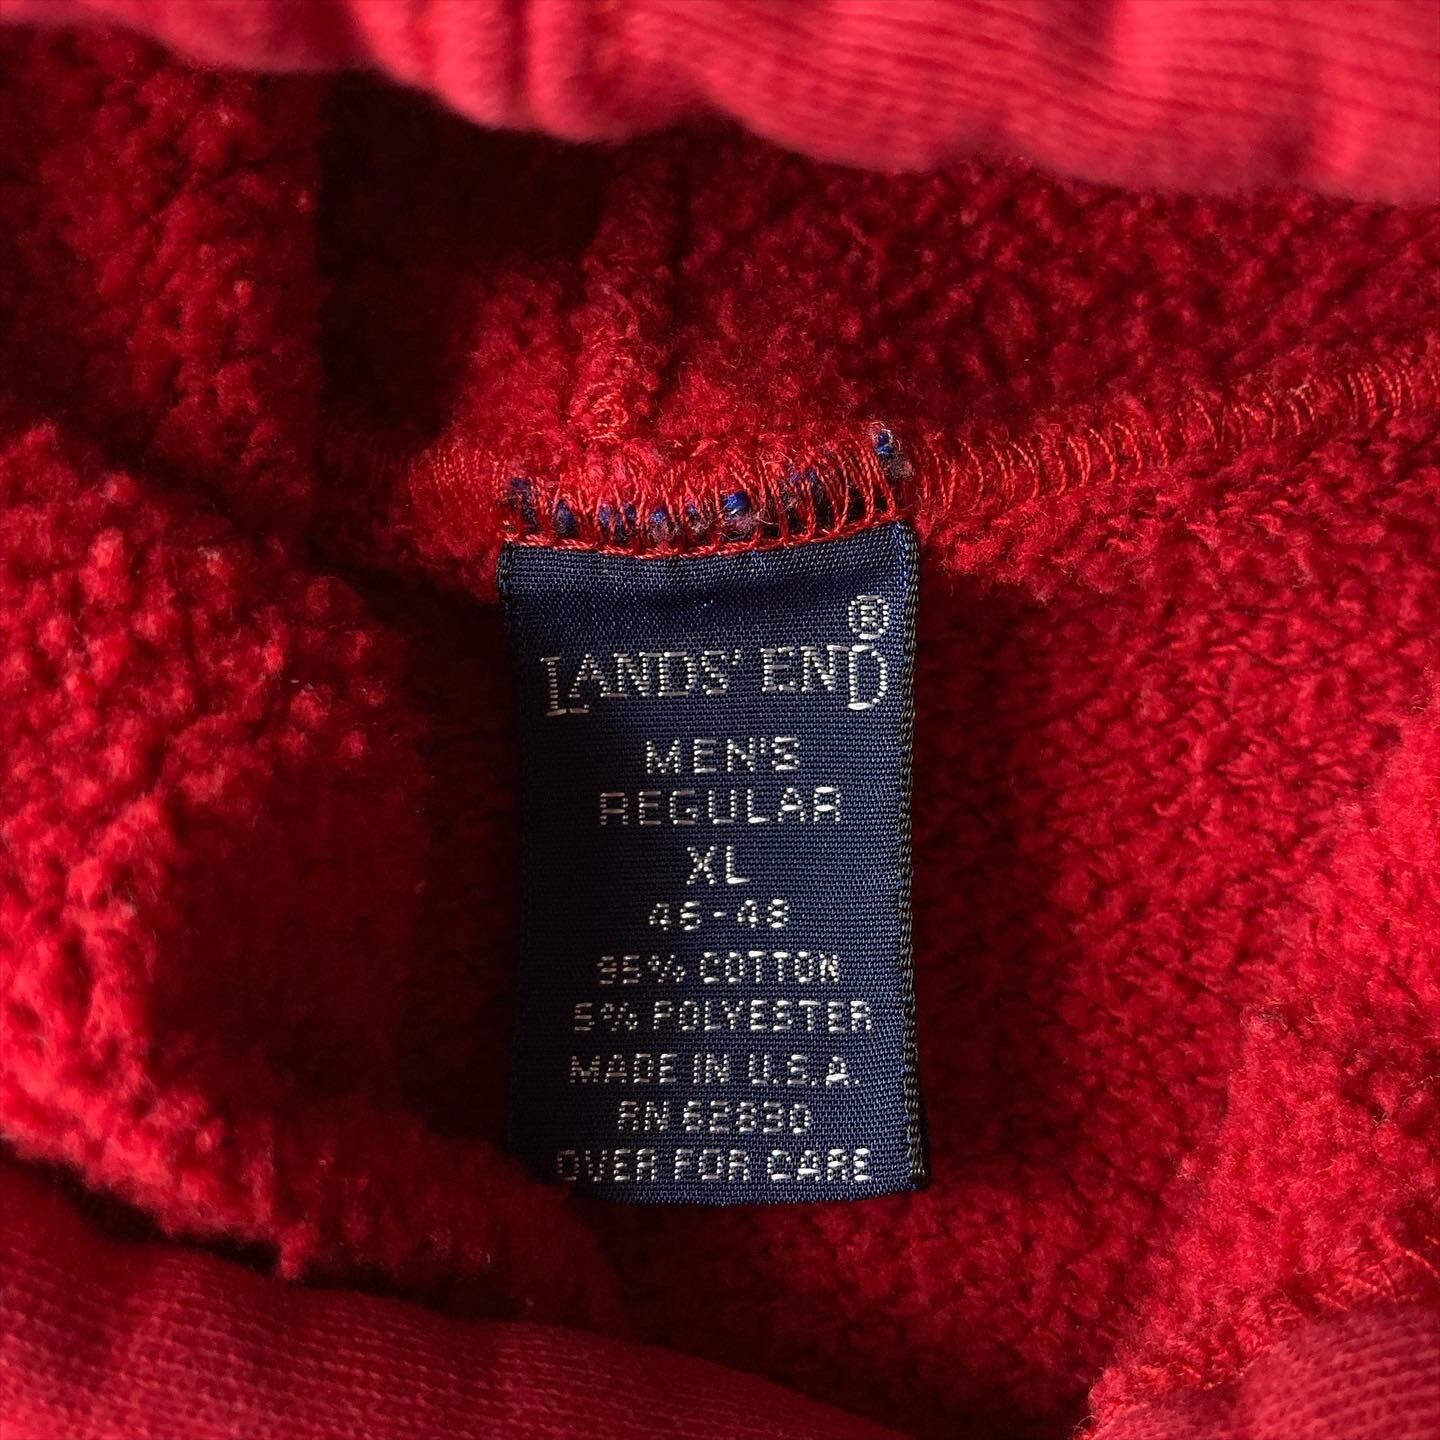 LANDS' END®
MEN'S
REGULAR
XL
46-48
95% COTTON
5% POLYESTER
MADE IN U.S.A.
RN 62830
OVER FOR CARE